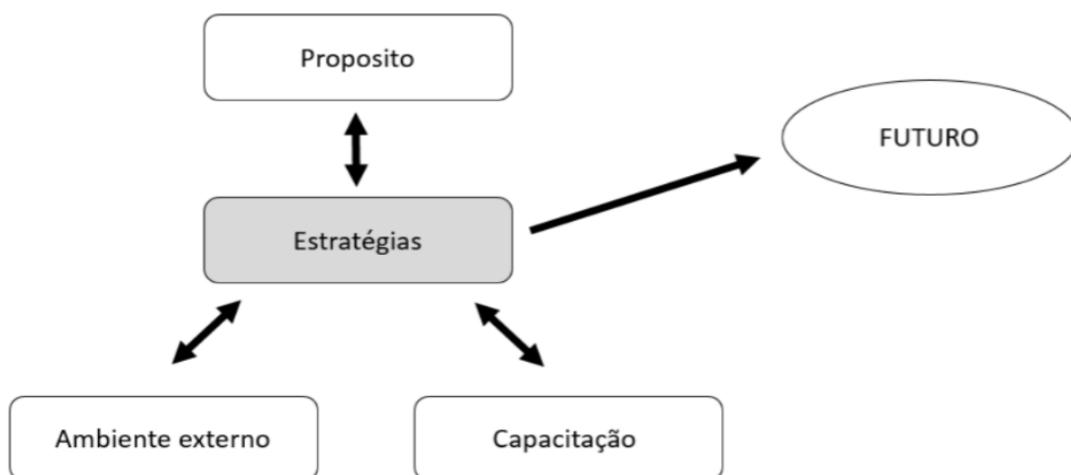 Proposito
FUTURO
Estratégias
Ambiente externo
Capacitação